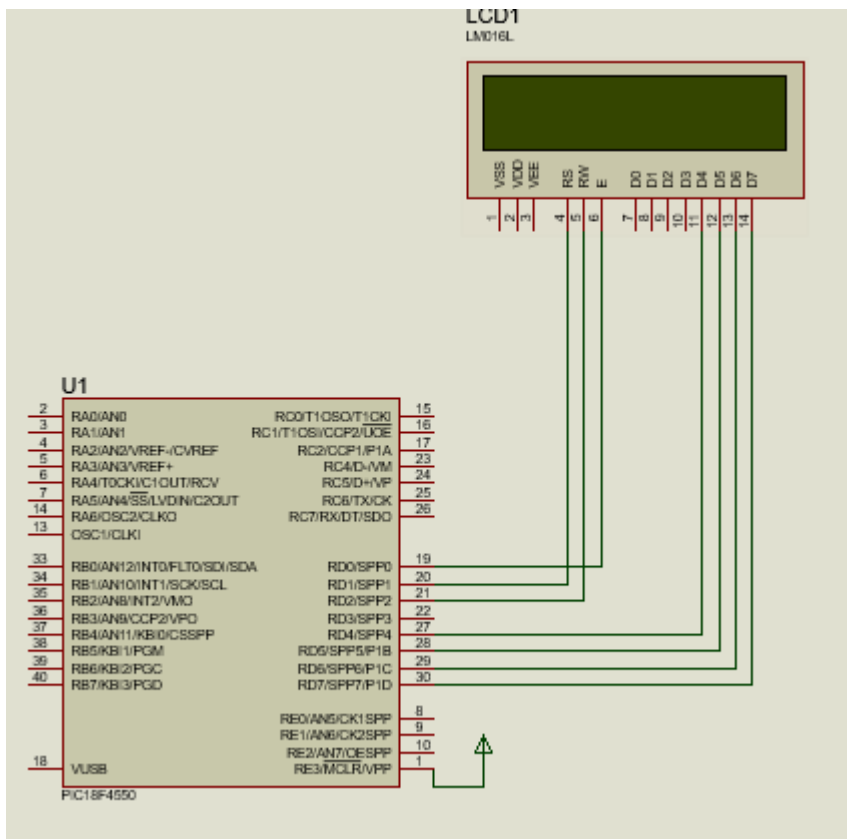 LCD1
LM016L
VSS VDD VEE RS RW E D0 D1 D2 D3 D4 D5 D6 D7
1 2 3 4 5 6 7 8 9 10 11 12 13 14
U1
2 RA0/AN0 RC0/T1OSO/T1CKI 15
3 RA1/AN1 RC1/T1OSI/CCP2/UOE 16
4 RA2/AN2/VREF-/CVREF RC2/CCP1/P1A 17
5 RA3/AN3/VREF+ RC4/D-/VM 23
6 RA4/T0CKI/C1OUT/RCV RC5/D+/VP 24
7 RA5/AN4/SS/LVDIN/C2OUT RC6/TX/CK 25
14 RA6/OSC2/CLKO RC7/RX/DT/SDO 26
13 OSC1/CLKI
33 RB0/AN12/INT0/FLT0/SDI/SDA RD0/SPP0 19
34 RB1/AN10/INT1/SCK/SCL RD1/SPP1 20
35 RB2/AN8/INT2/VMO RD2/SPP2 21
36 RB3/AN9/CCP2/VPO RD3/SPP3 22
37 RB4/AN11/KBI0/CSSPP RD4/SPP4 27
38 RB5/KBI1/PGM RD5/SPP5/P1B 28
39 RB6/KBI2/PGC RD6/SPP6/P1C 29
40 RB7/KBI3/PGD RD7/SPP7/P1D 30
RE0/AN5/CK1SPP 8
RE1/AN6/CK2SPP 9
RE2/AN7/OESPP 10
18 VUSB RE3/MCLR/VPP 1
PIC18F4550